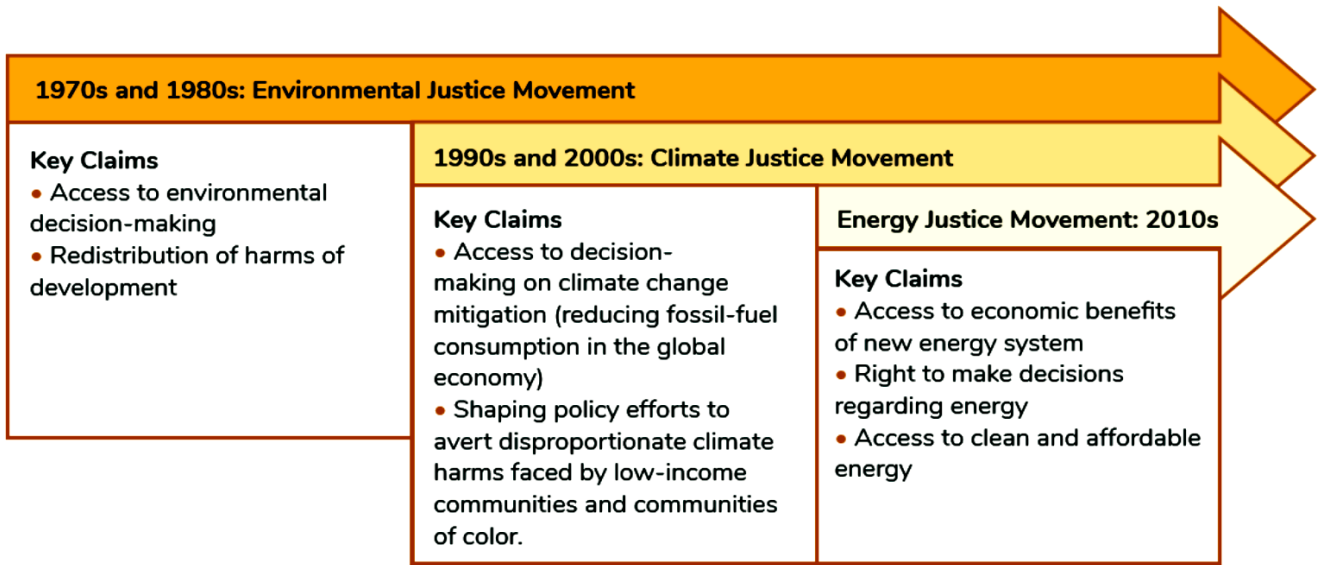 1970s and 1980s: Environmental Justice Movement
Key Claims
• Access to environmental
decision-making
• Redistribution of harms of
development
1990s and 2000s: Climate Justice Movement
Key Claims
• Access to decision-
making on climate change
mitigation (reducing fossil-fuel
consumption in the global
economy)
• Shaping policy efforts to
avert disproportionate climate
harms faced by low-income
communities and communities
of color.
Energy Justice Movement: 2010s
Key Claims
• Access to economic benefits
of new energy system
• Right to make decisions
regarding energy
• Access to clean and affordable
energy